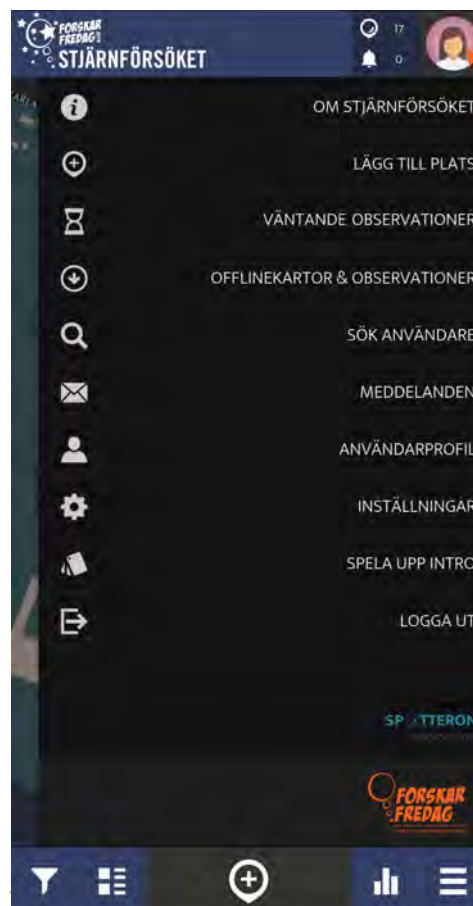 FORSKAR
FREDAG
STJÄRNFÖRSÖKET
17
0
OM STJÄRNFÖRSÖKET
LÄGG TILL PLATS
VÄNTANDE OBSERVATIONER
OFFLINEKARTOR & OBSERVATIONER
SÖK ANVÄNDARE
MEDDELANDEN
ANVÄNDARPROFIL
INSTÄLLNINGAR
SPELA UPP INTRO
LOGGA UT
SPOTTERON
FORSKAR
FREDAG